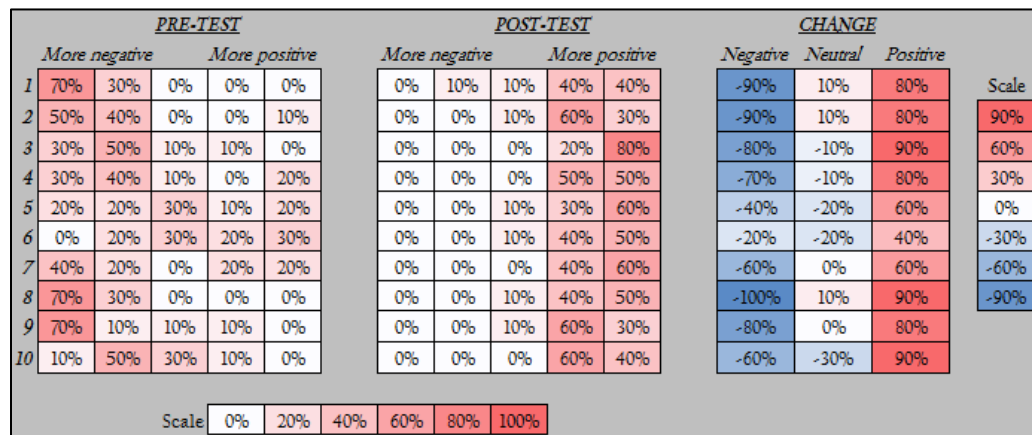 PRE-TEST POST-TEST CHANGE
More negative More positive More negative More positive Negative Neutral Positive
1 70% 30% 0% 0% 0% 0% 10% 10% 40% 40% -90% 10% 80% Scale
2 50% 40% 0% 0% 10% 0% 0% 10% 60% 30% -90% 10% 80% 90%
3 30% 50% 10% 10% 0% 0% 0% 0% 20% 80% -80% -10% 90% 60%
4 30% 40% 10% 0% 20% 0% 0% 0% 50% 50% -70% -10% 80% 30%
5 20% 20% 30% 10% 20% 0% 0% 10% 30% 60% -40% -20% 60% 0%
6 0% 20% 30% 20% 30% 0% 0% 10% 40% 50% -20% -20% 40% -30%
7 40% 20% 0% 20% 20% 0% 0% 0% 40% 60% -60% 0% 60% -60%
8 70% 30% 0% 0% 0% 0% 0% 10% 40% 50% -100% 10% 90% -90%
9 70% 10% 10% 10% 0% 0% 0% 10% 60% 30% -80% 0% 80%
10 10% 50% 30% 10% 0% 0% 0% 0% 60% 40% -60% -30% 90%
Scale 0% 20% 40% 60% 80% 100%